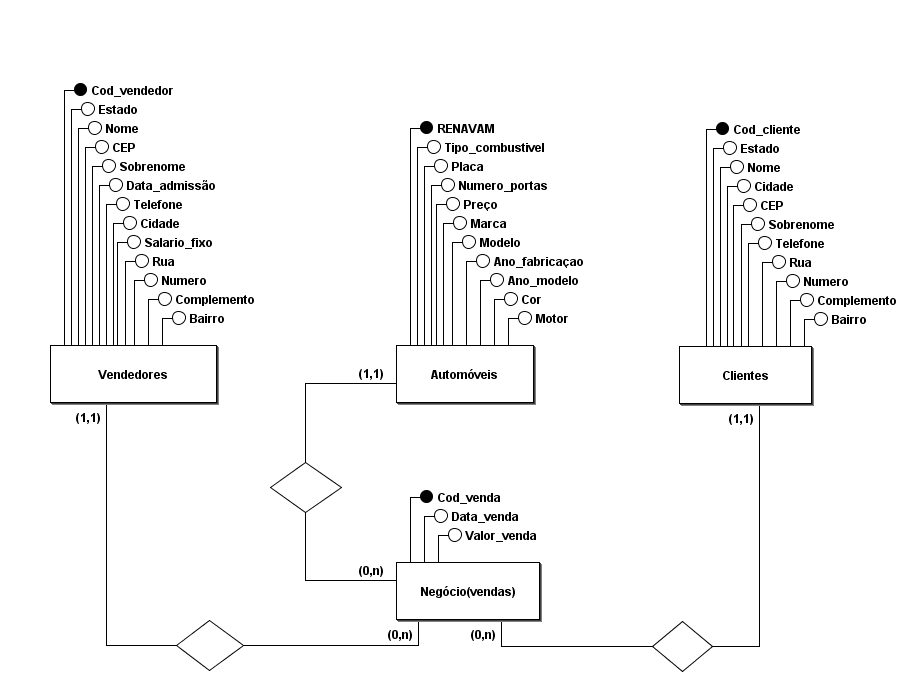 Cod_vendedor
Estado
Nome
CEP
Sobrenome
Data_admissão
Telefone
Cidade
Salario_fixo
Rua
Numero
Complemento
Bairro
Vendedores
(1,1)
RENAVAM
Tipo_combustivel
Placa
Numero_portas
Preço
Marca
Modelo
Ano_fabricaçao
Ano_modelo
Cor
Motor
Automóveis
(1,1)
Cod_cliente
Estado
Nome
Cidade
CEP
Sobrenome
Telefone
Rua
Numero
Complemento
Bairro
Clientes
(1,1)
Cod_venda
Data_venda
Valor_venda
(0,n)
Negócio(vendas)
(0,n)
(0,n)